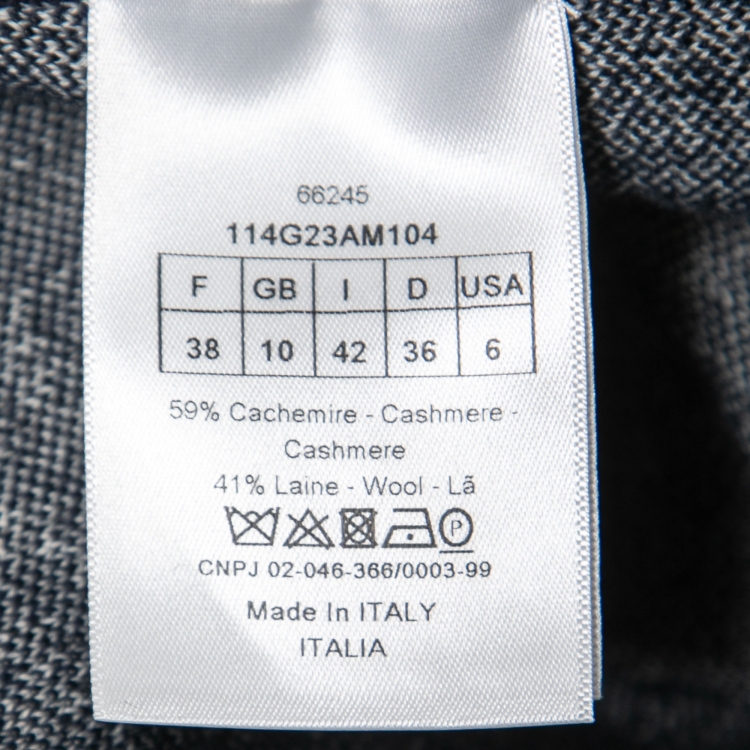 66245
114G23AM104
F GB I D USA
38 10 42 36 6
59% Cachemire - Cashmere -
Cashmere
41% Laine - Wool - Lã
P
CNPJ 02-046-366/0003-99
Made In ITALY
ITALIA